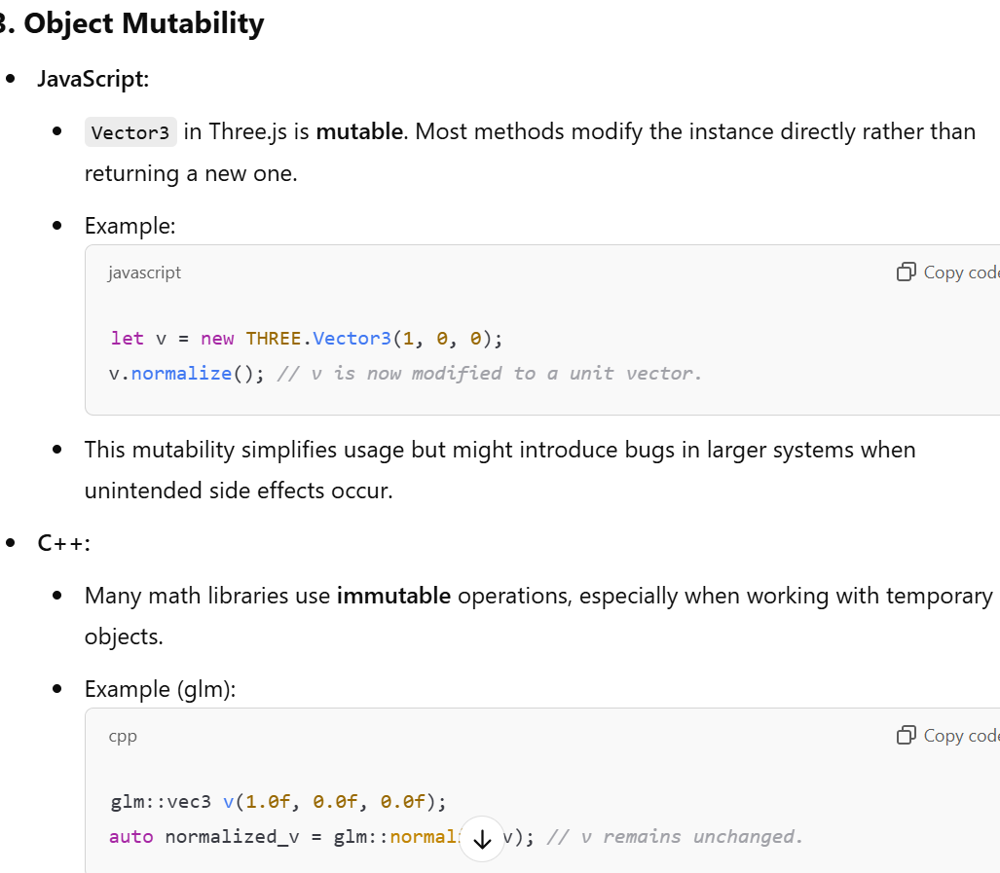 3. Object Mutability
JavaScript:
Vector3 in Three.js is mutable. Most methods modify the instance directly rather than
returning a new one.
Example:
javascript
Copy code
let v = new THREE.Vector3(1, 0, 0);
v.normalize(); // v is now modified to a unit vector.
This mutability simplifies usage but might introduce bugs in larger systems when
unintended side effects occur.
C++:
Many math libraries use immutable operations, especially when working with temporary
objects.
Example (glm):
cpp
Copy code
glm::vec3 v(1.0f, 0.0f, 0.0f);
auto normalized_v = glm:: v); // v remains unchanged.